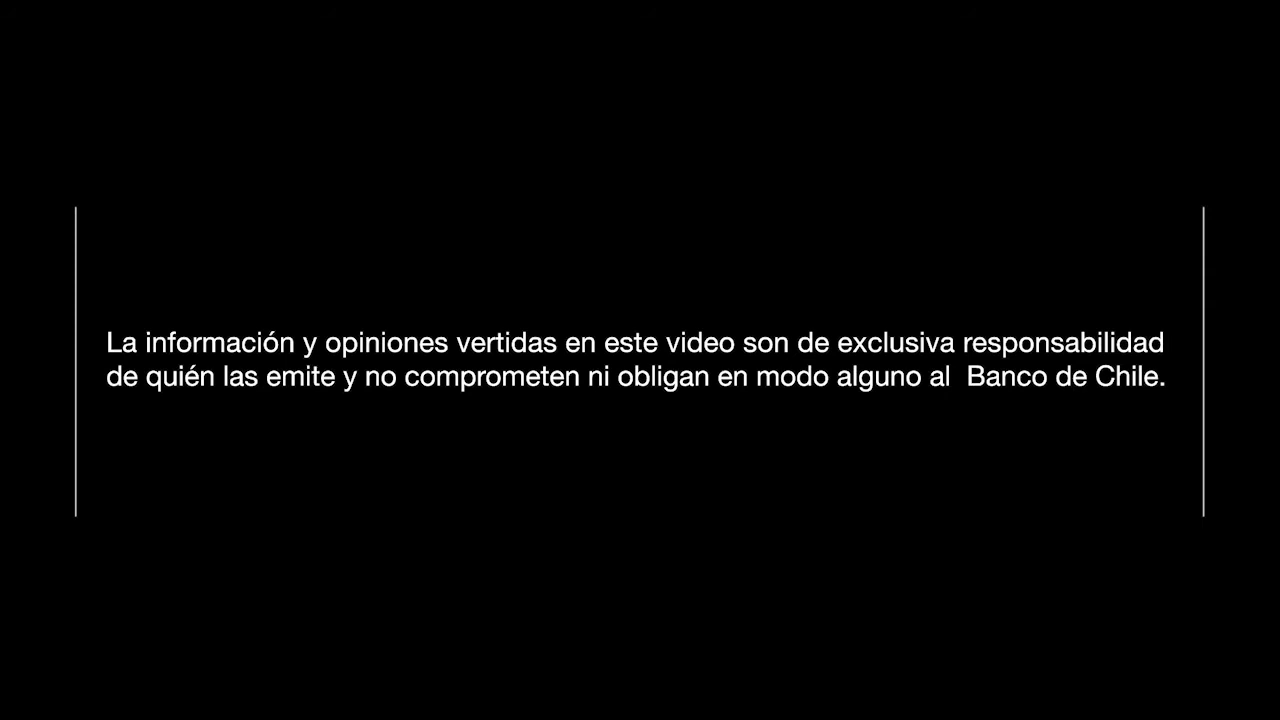 La información y opiniones vertidas en este video son de exclusiva responsabilidad
de quién las emite y no comprometen ni obligan en modo alguno al  Banco de Chile.